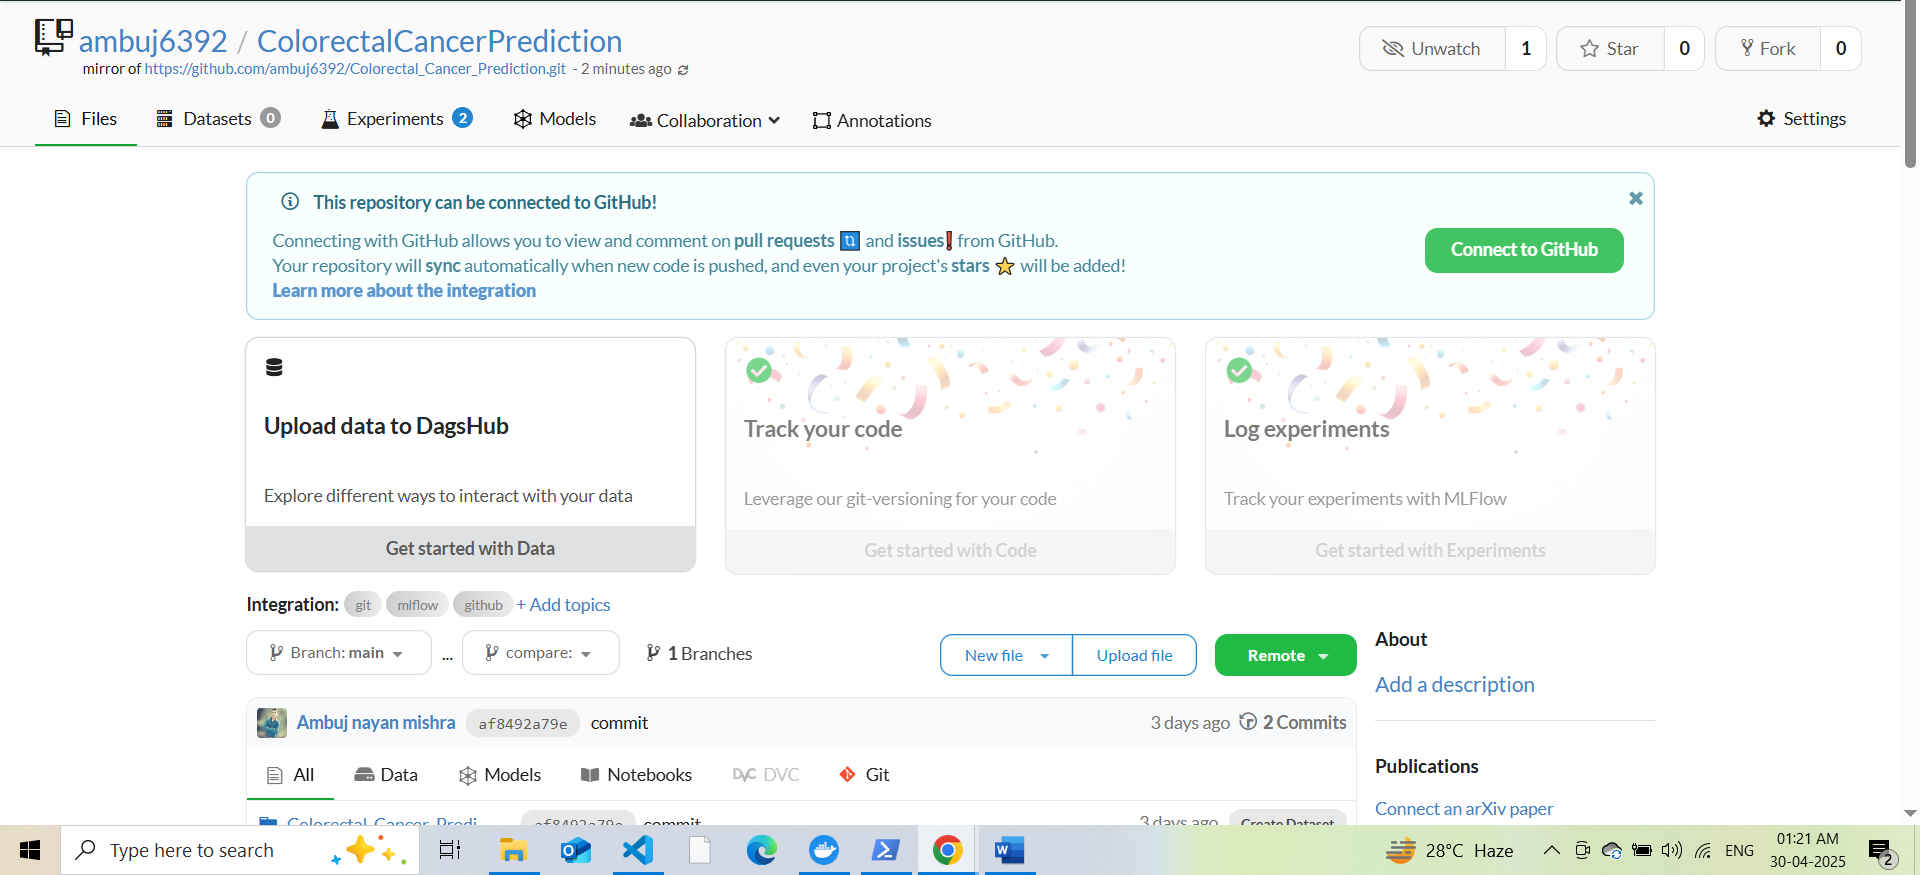 ambuj6392 / ColorectalCancerPrediction
mirror of https://github.com/ambuj6392/Colorectal_Cancer_Prediction.git - 2 minutes ago
Unwatch 1 Star 0 Fork 0
Files Datasets 0 Experiments 2 Models Collaboration Annotations Settings
This repository can be connected to GitHub!
Connecting with GitHub allows you to view and comment on pull requests and issues❗ from GitHub.
Your repository will sync automatically when new code is pushed, and even your project's stars ⭐ will be added!
Learn more about the integration
Connect to GitHub
Upload data to DagsHub
Explore different ways to interact with your data
Get started with Data
Track your code
Leverage our git-versioning for your code
Get started with Code
Log experiments
Track your experiments with MLFlow
Get started with Experiments
Integration: git mlflow github + Add topics
Branch: main ... compare: 1 Branches New file Upload file Remote
Ambuj nayan mishra af8492a79e commit 3 days ago 2 Commits
All Data Models Notebooks DVC DVC Git
Colorectal_Cancer_Predi... af8492a79e commit 3 days ago Create Dataset
About
Add a description
Publications
Connect an arXiv paper
Type here to search
28°C Haze ENG 01:21 AM
30-04-2025
2